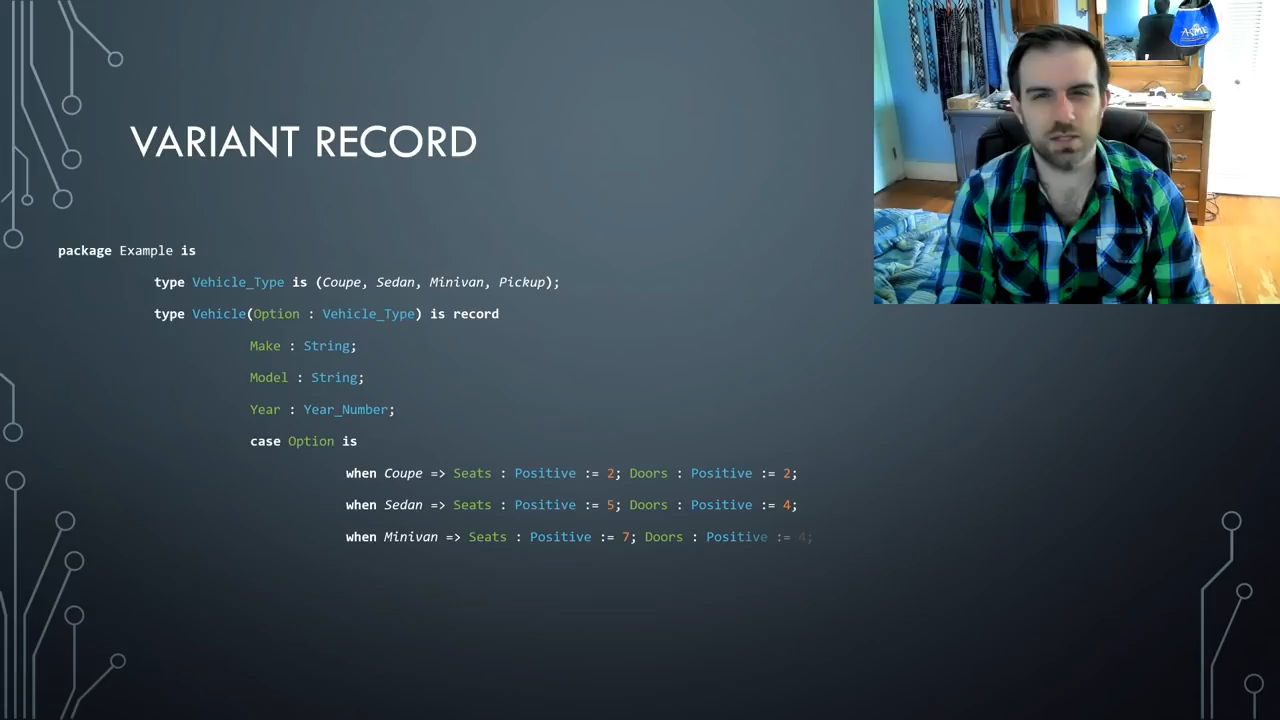 VARIANT RECORD
package Example is
type Vehicle_Type is (Coupe, Sedan, Minivan, Pickup);
type Vehicle(Option : Vehicle_Type) is record
Make : String;
Model : String;
Year : Year_Number;
case Option is
when Coupe => Seats : Positive := 2; Doors : Positive := 2;
when Sedan => Seats : Positive := 5; Doors : Positive := 4;
when Minivan => Seats : Positive := 7; Doors : Positive := 4;
ACME